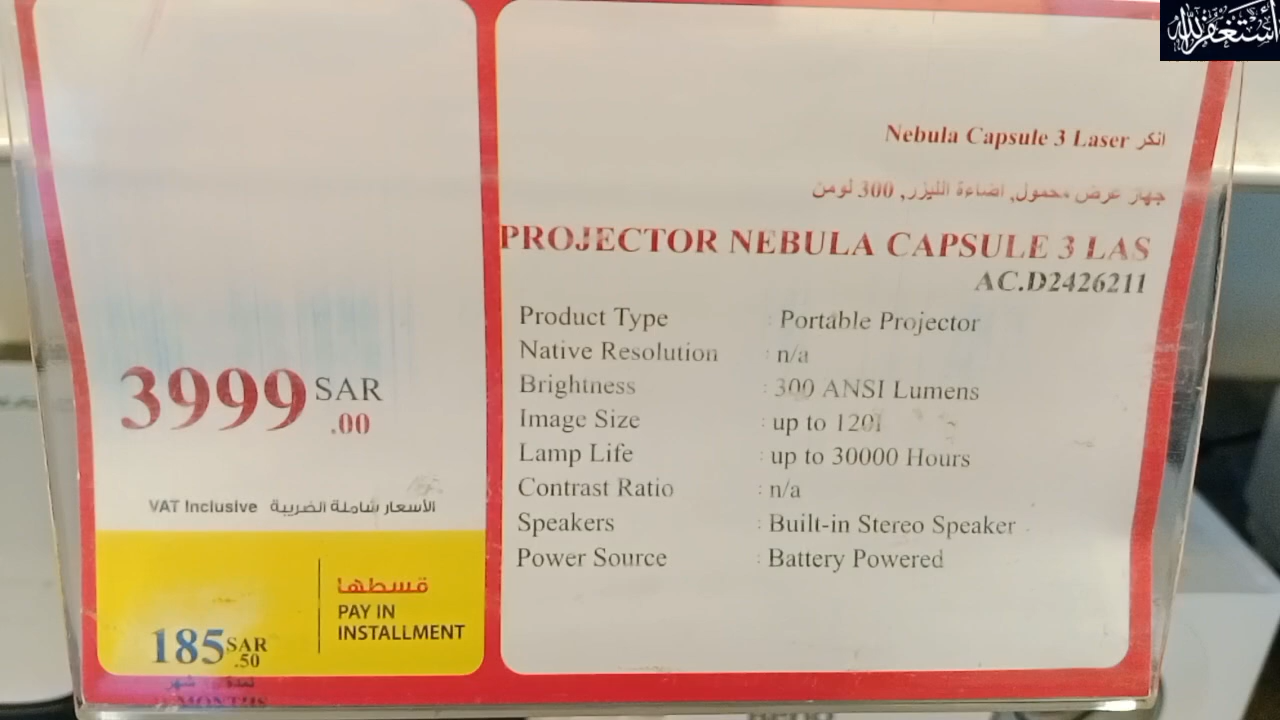 أستغفر الله
انكر Nebula Capsule 3 Laser
جهاز عرض محمول, اضاءة الليزر, 300 لومن
PROJECTOR NEBULA CAPSULE 3 LAS
AC.D2426211
Product Type : Portable Projector
Native Resolution : n/a
Brightness : 300 ANSI Lumens
Image Size : up to 120
Lamp Life : up to 30000 Hours
Contrast Ratio : n/a
Speakers : Built-in Stereo Speaker
Power Source : Battery Powered
3999 SAR
.00
VAT Inclusive الأسعار شاملة الضريبة
قسطها
PAY IN
INSTALLMENT
185 SAR
.50
MONTHS